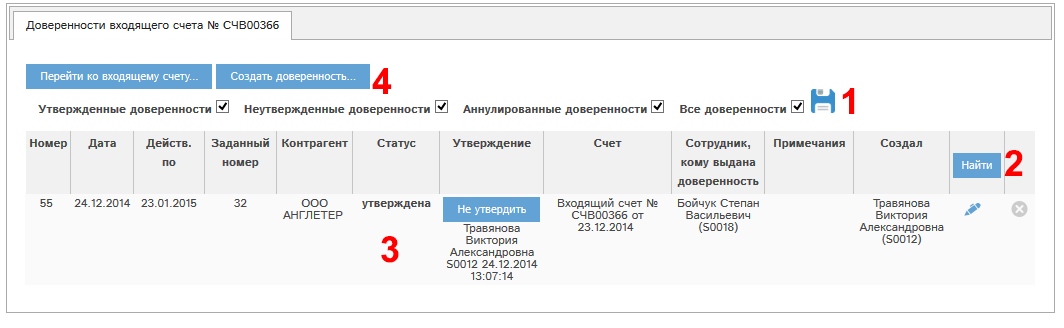 Доверенности входящего счета № СЧВ00366
Перейти ко входящему счету... Создать доверенность... 4
Утвержденные доверенности Неутвержденные доверенности Аннулированные доверенности Все доверенности 1
Номер Дата Действ. по Заданный номер Контрагент Статус Утверждение Счет Сотрудник, кому выдана доверенность Примечания Создал Найти 2
55 24.12.2014 23.01.2015 32 ООО АНГЛЕТЕР утверждена Не утвердить Входящий счет № СЧВ00366 от 23.12.2014 Бойчук Степан Васильевич (S0018) Травянова Виктория Александровна (S0012)
3
Травянова
Виктория
Александровна
S0012 24.12.2014
13:07:14